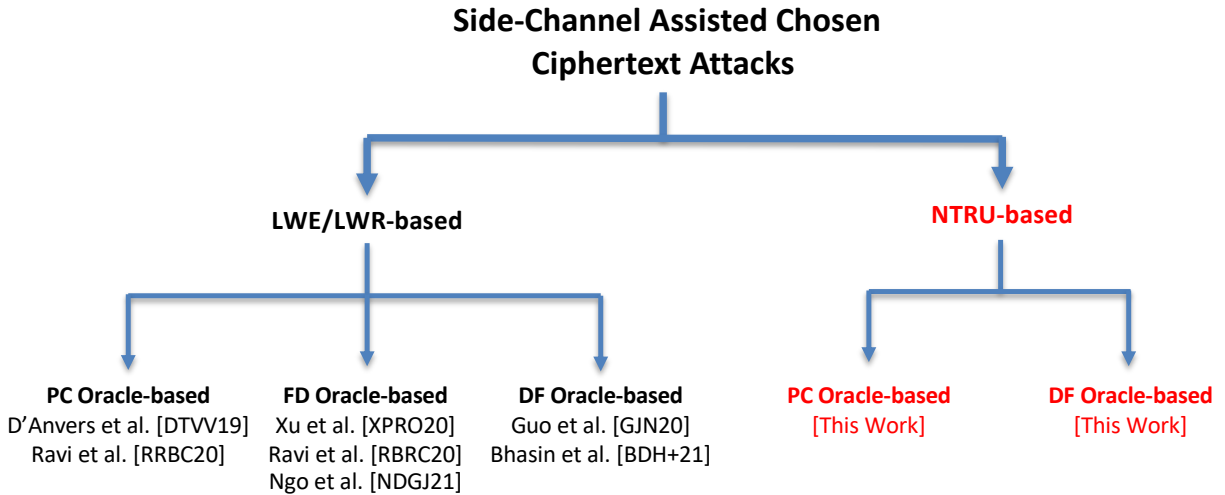 Side-Channel Assisted Chosen
Ciphertext Attacks
LWE/LWR-based
NTRU-based
PC Oracle-based
D’Anvers et al. [DTVV19]
Ravi et al. [RRBC20]
FD Oracle-based
Xu et al. [XPRO20]
Ravi et al. [RBRC20]
Ngo et al. [NDGJ21]
DF Oracle-based
Guo et al. [GJN20]
Bhasin et al. [BDH+21]
PC Oracle-based
[This Work]
DF Oracle-based
[This Work]